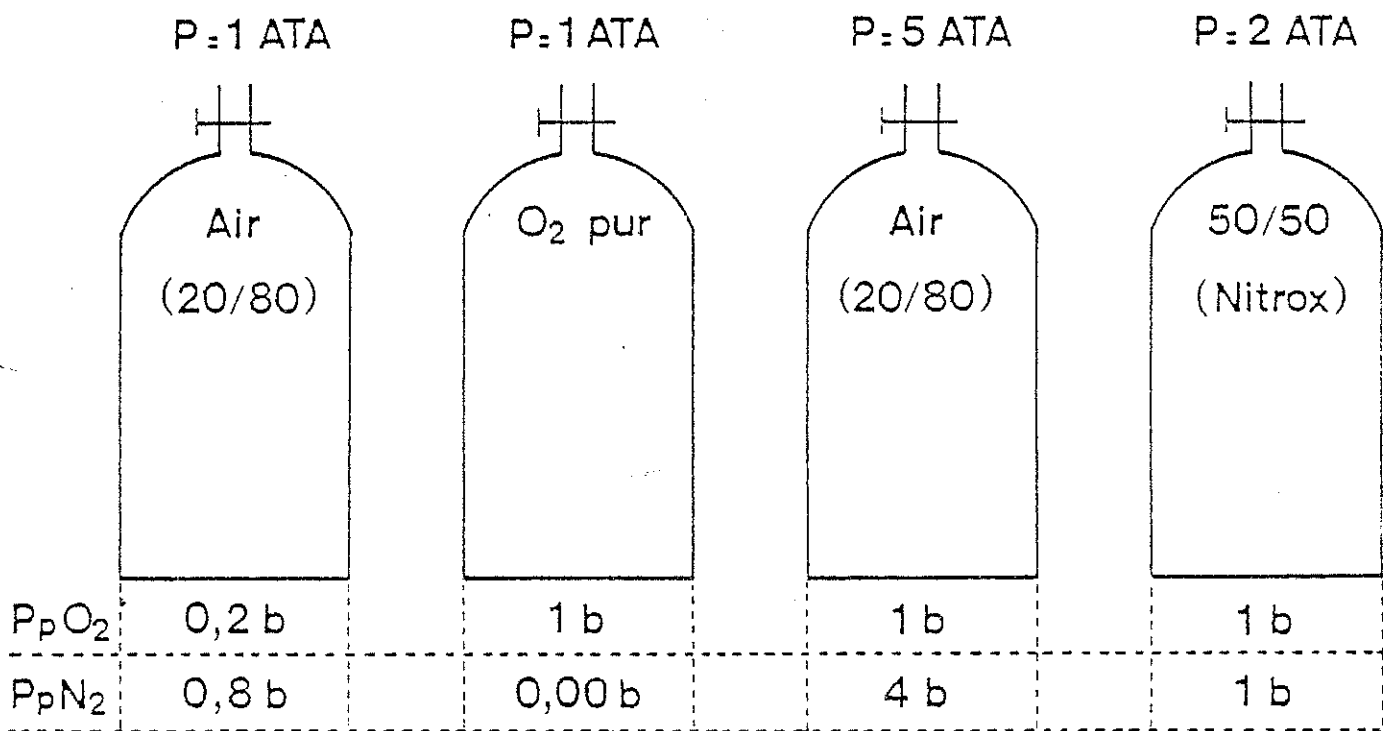 P=1 ATA P=1 ATA P=5 ATA P=2 ATA
Air O₂ pur Air 50/50
(20/80) (20/80) (Nitrox)
PpO₂ 0,2 b 1 b 1 b 1 b
PpN₂ 0,8 b 0,00 b 4 b 1 b